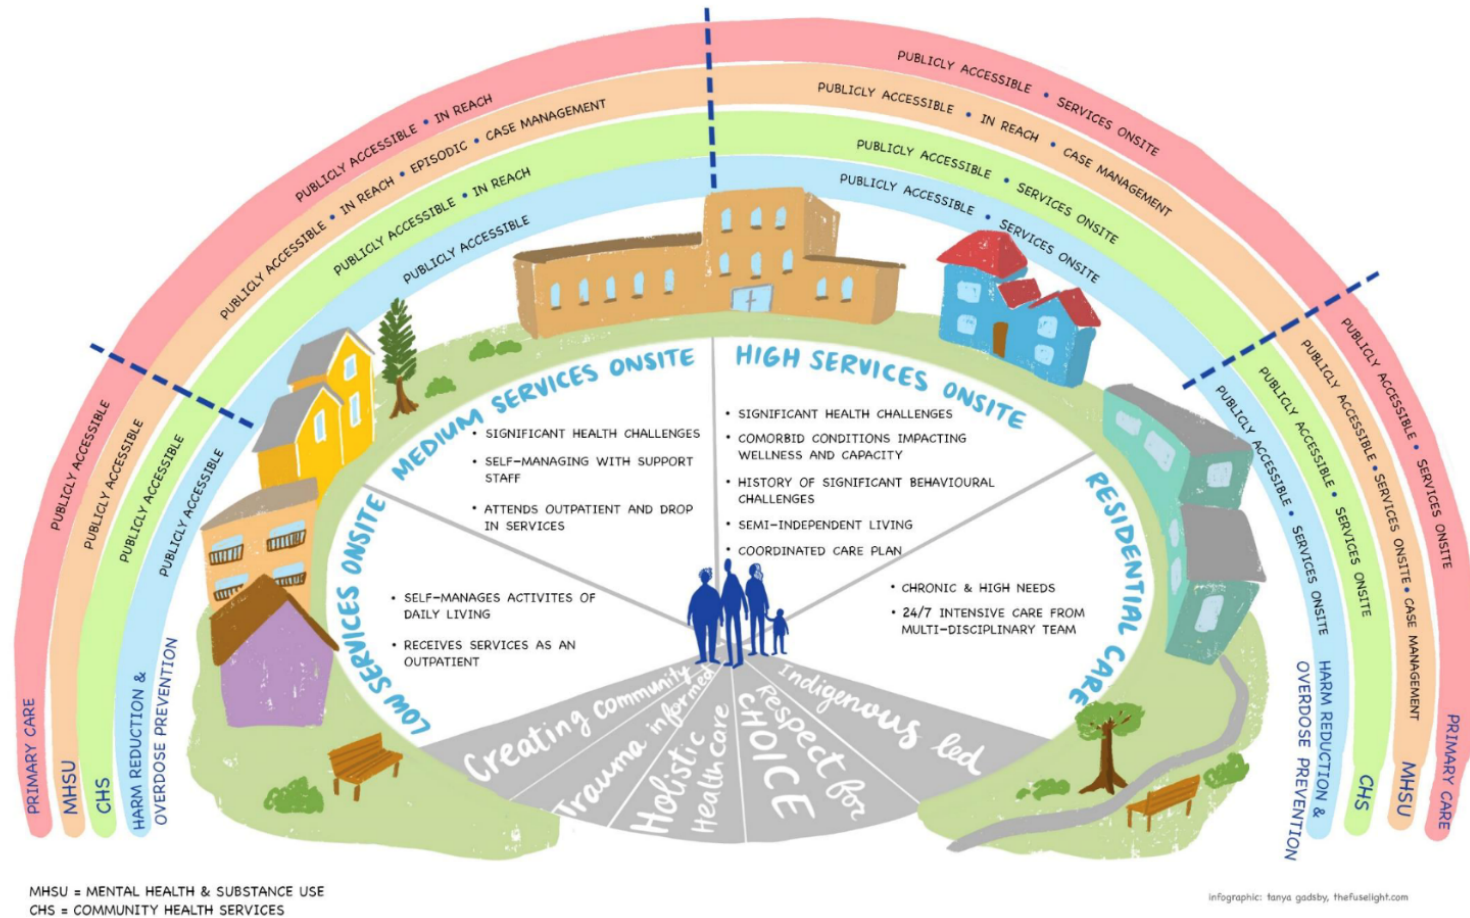 PUBLICLY ACCESSIBLE
PUBLICLY ACCESSIBLE • IN REACH
PUBLICLY ACCESSIBLE • SERVICES ONSITE
PUBLICLY ACCESSIBLE • SERVICES ONSITE
PUBLICLY ACCESSIBLE
PUBLICLY ACCESSIBLE • IN REACH • EPISODIC • CASE MANAGEMENT
PUBLICLY ACCESSIBLE • IN REACH • CASE MANAGEMENT
PUBLICLY ACCESSIBLE • SERVICES ONSITE • CASE MANAGEMENT
PUBLICLY ACCESSIBLE
PUBLICLY ACCESSIBLE • IN REACH
PUBLICLY ACCESSIBLE • SERVICES ONSITE
PUBLICLY ACCESSIBLE • SERVICES ONSITE
PUBLICLY ACCESSIBLE
PUBLICLY ACCESSIBLE
PUBLICLY ACCESSIBLE • SERVICES ONSITE
PUBLICLY ACCESSIBLE • SERVICES ONSITE
PRIMARY CARE
MHSU
CHS
HARM REDUCTION &
OVERDOSE PREVENTION
LOW SERVICES ONSITE
• SELF-MANAGES ACTIVITES OF
DAILY LIVING
• RECEIVES SERVICES AS AN
OUTPATIENT
MEDIUM SERVICES ONSITE
• SIGNIFICANT HEALTH CHALLENGES
• SELF-MANAGING WITH SUPPORT
STAFF
• ATTENDS OUTPATIENT AND DROP
IN SERVICES
HIGH SERVICES ONSITE
• SIGNIFICANT HEALTH CHALLENGES
• COMORBID CONDITIONS IMPACTING
WELLNESS AND CAPACITY
• HISTORY OF SIGNIFICANT BEHAVIOURAL
CHALLENGES
• SEMI-INDEPENDENT LIVING
• COORDINATED CARE PLAN
RESIDENTIAL CARE
• CHRONIC & HIGH NEEDS
• 24/7 INTENSIVE CARE FROM
MULTI-DISCIPLINARY TEAM
Creating community
Trauma informed
Holistic
Health Care
Respect for
CHOICE
Indigenous led
HARM REDUCTION &
OVERDOSE PREVENTION
CHS
MHSU
PRIMARY CARE
MHSU = MENTAL HEALTH & SUBSTANCE USE
CHS = COMMUNITY HEALTH SERVICES
infographic: tanya gadsby, thefuselight.com